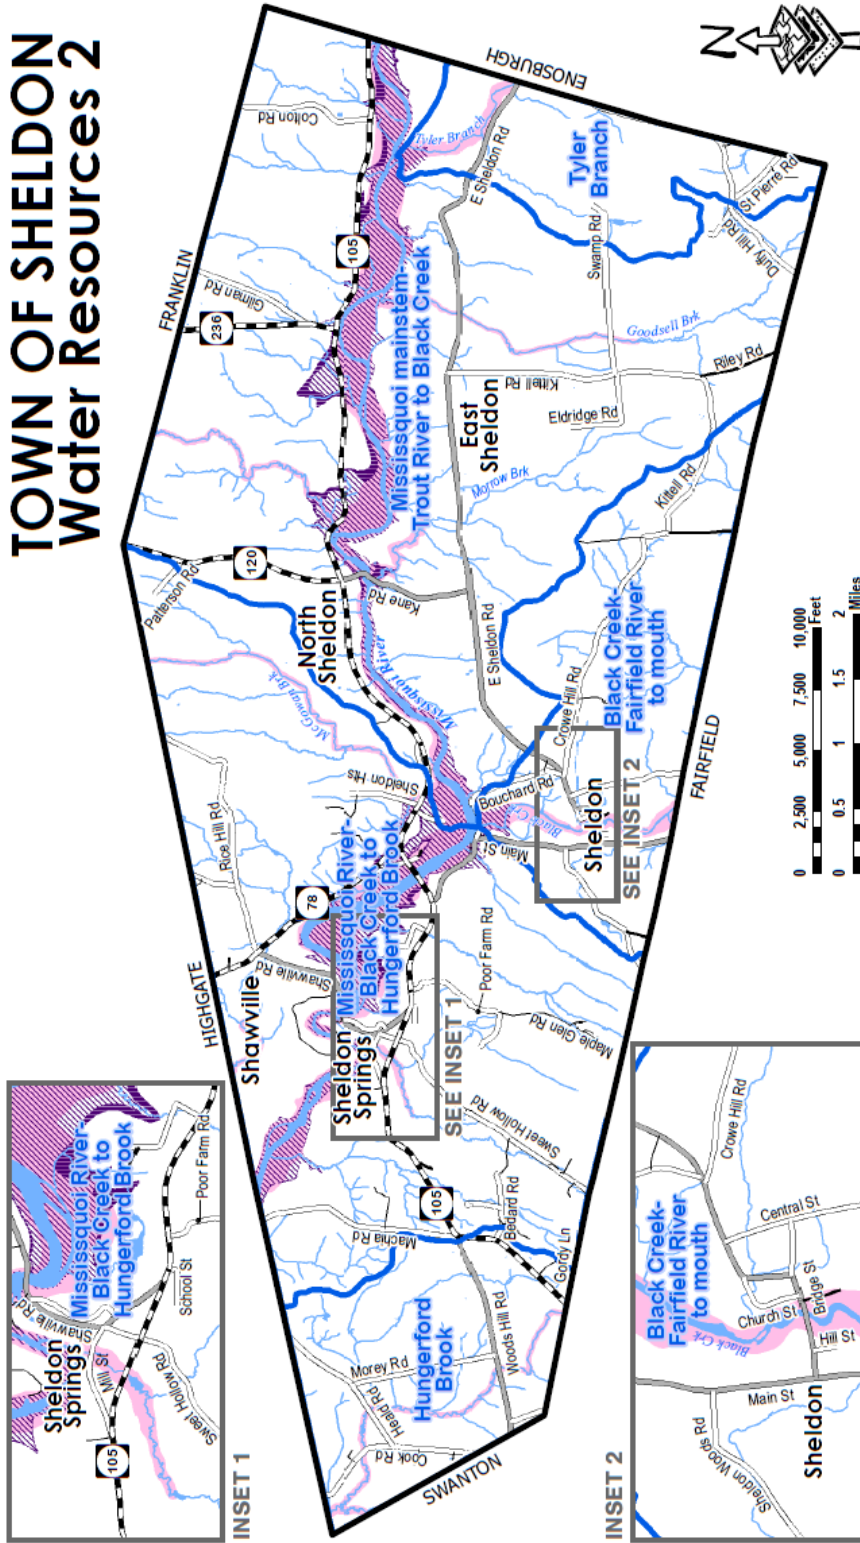 TOWN OF SHELDON
Water Resources 2
INSET 1
Sheldon
Springs
Mississquoi River-
Black Creek to
Hungerford Brook
Shawville Rd
Mill St
School St
Poor Farm Rd
Sweet Hollow Rd
105
HIGHGATE
FRANKLIN
ENOSBURGH
FAIRFIELD
SWANTON
N
Shawville
Shawville Rd
78
Rice Hill Rd
Sheldon Hts
McGowan Brk
Patterson Rd
120
236
Gilman Rd
Colton Rd
105
North
Sheldon
Kane Rd
Missisquoi River
Mississquoi River-
Black Creek to
Hungerford Brook
Sheldon
Springs
SEE INSET 1
Mississquoi mainstem-
Trout River to Black Creek
Tyler Branch
Tyler
Branch
E Sheldon Rd
Swamp Rd
St Pierre Rd
Duffy Hill Rd
Goodsell Brk
Riley Rd
Kittell Rd
Eldridge Rd
East
Sheldon
Morrow Brk
Kittell Rd
E Sheldon Rd
Crowe Hill Rd
Black Creek-
Fairfield River
to mouth
Bouchard Rd
Main St
Sheldon
SEE INSET 2
Poor Farm Rd
Maple Glen Rd
Sweet Hollow Rd
105
Machia Rd
Bedard Rd
Gordy Ln
Hungerford
Brook
Woods Hill Rd
Morey Rd
Heald Rd
Cook Rd
0 2,500 5,000 7,500 10,000
Feet
0 0.5 1 1.5 2
Miles
INSET 2
Black Creek-
Fairfield River
to mouth
Black Crk
Crowe Hill Rd
Central St
Church St
Bridge St
Hill St
Main St
Sheldon Woods Rd
Sheldon